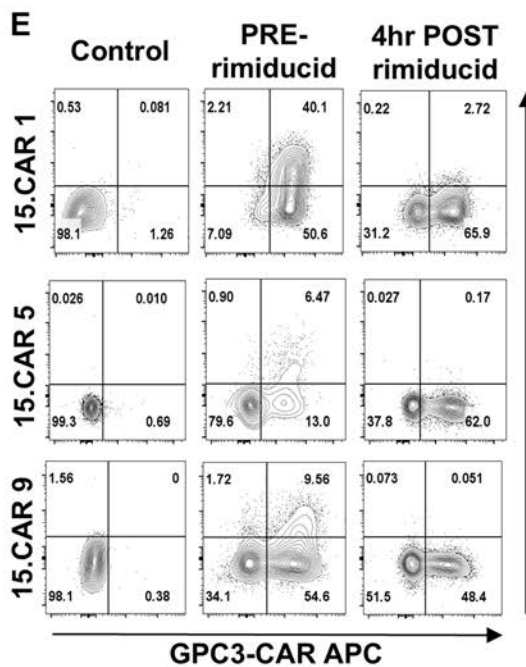 E
Control
PRE-
rimiducid
4hr POST
rimiducid
15.CAR 1
0.53 0.081
98.1 1.26
2.21 40.1
7.09 50.6
0.22 2.72
31.2 65.9
15.CAR 5
0.026 0.010
99.3 0.69
0.90 6.47
79.6 13.0
0.027 0.17
37.8 62.0
15.CAR 9
1.56 0
98.1 0.38
1.72 9.56
34.1 54.6
0.073 0.051
51.5 48.4
GPC3-CAR APC